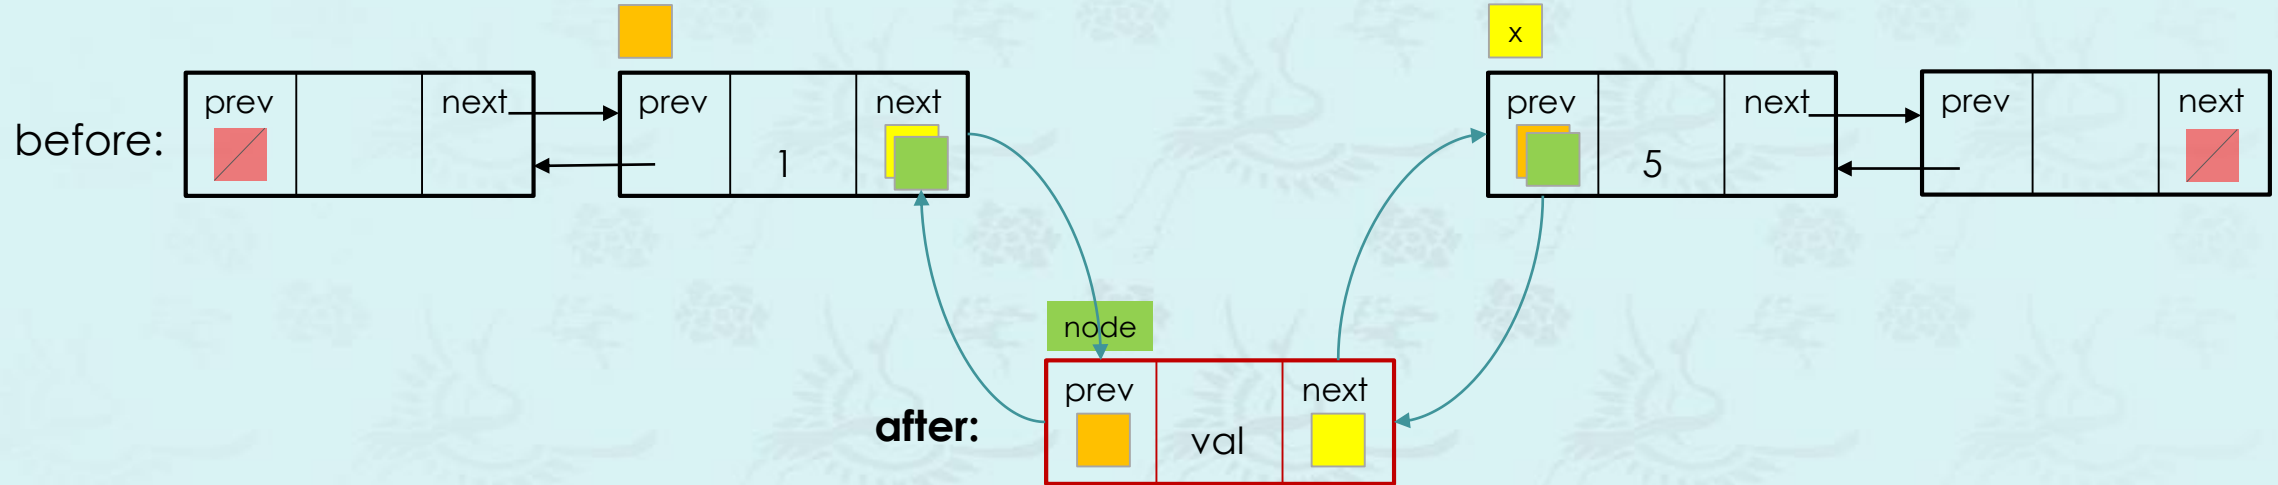 x
prev next prev next prev next prev next
before: 1 5
node
prev next
after: val